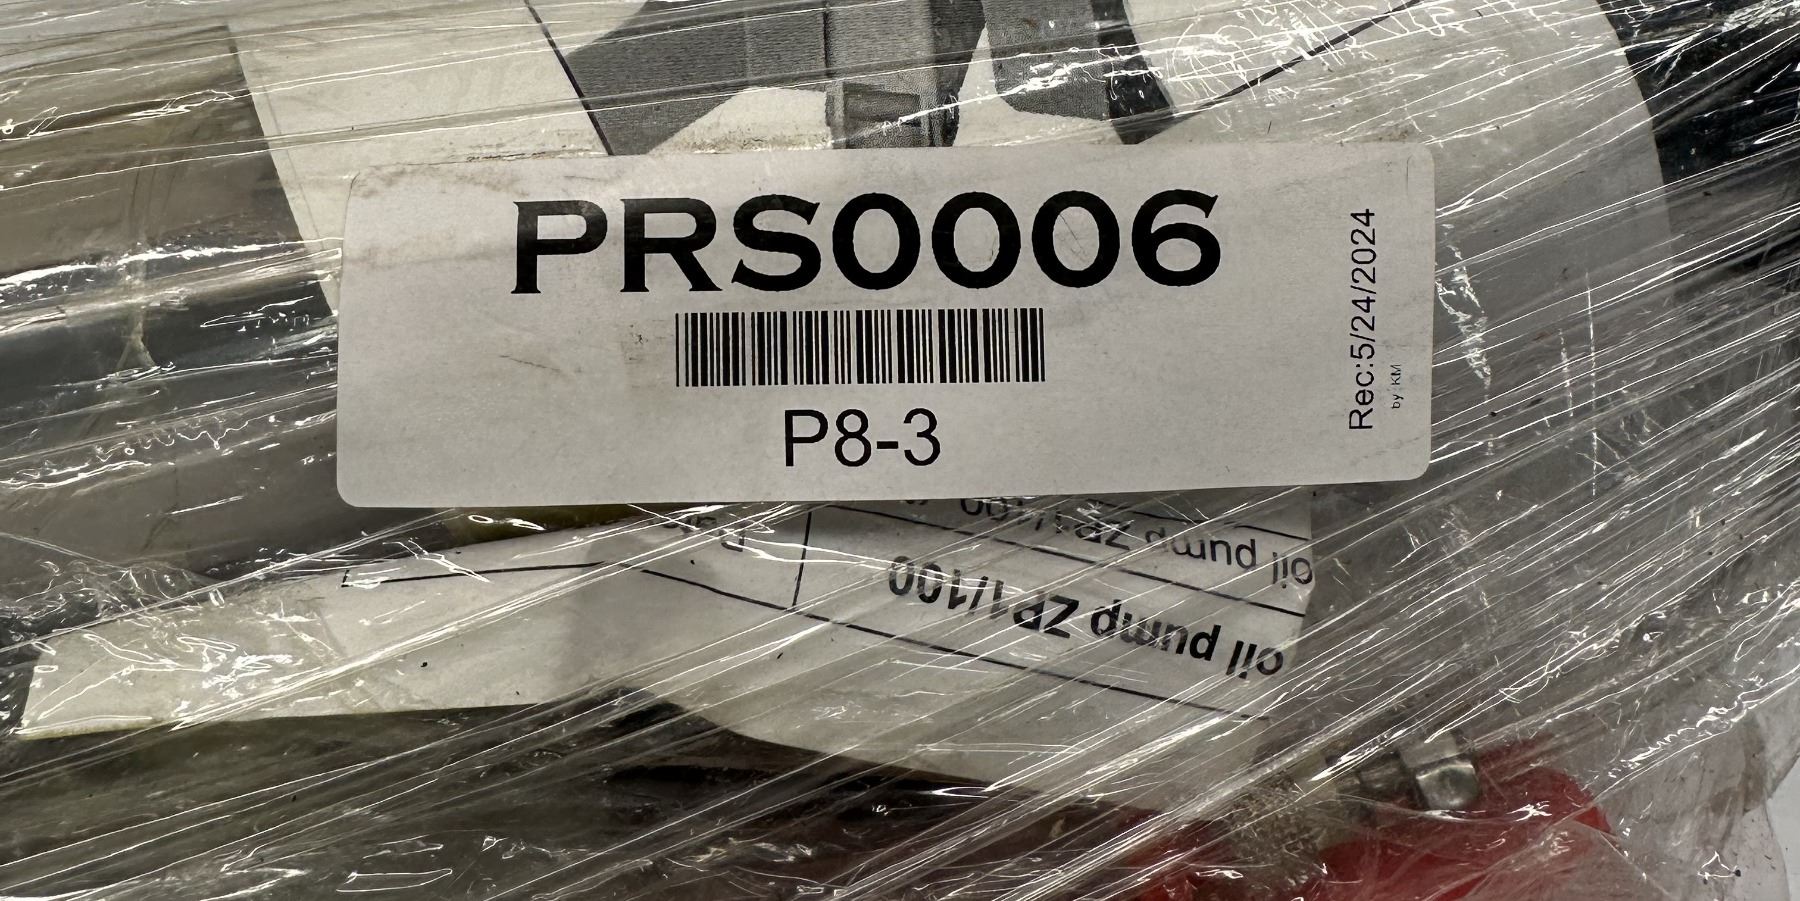 PRS0006
P8-3
Rec:5/24/2024
by: KM
oil pump ZP1/100
oil pump ZP1/100